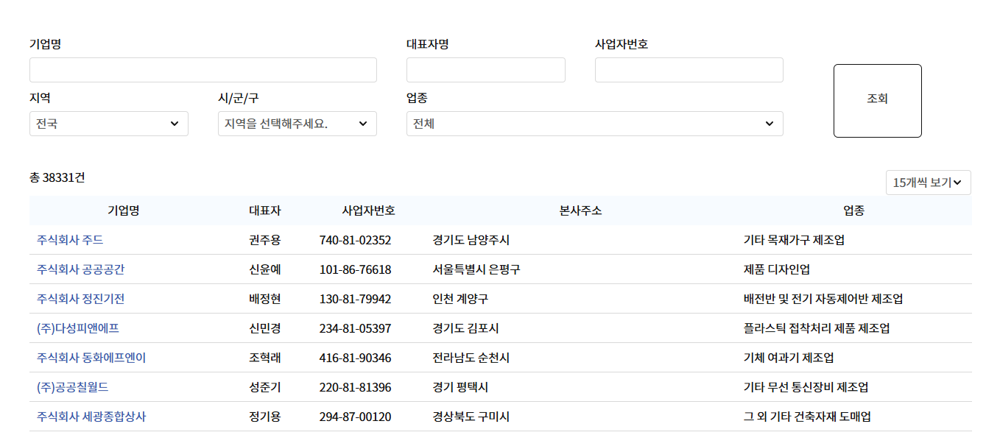 기업명 대표자명 사업자번호
조회
지역 시/군/구 업종
전국 지역을 선택해주세요. 전체
총 38331건
15개씩 보기
기업명 대표자 사업자번호 본사주소 업종
주식회사 주드 권주용 740-81-02352 경기도 남양주시 기타 목재가구 제조업
주식회사 공공공간 신윤예 101-86-76618 서울특별시 은평구 제품 디자인업
주식회사 정진기전 배정현 130-81-79942 인천 계양구 배전반 및 전기 자동제어반 제조업
(주)다성피앤에프 신민경 234-81-05397 경기도 김포시 플라스틱 접착처리 제품 제조업
주식회사 동화에프엔이 조혁래 416-81-90346 전라남도 순천시 기체 여과기 제조업
(주)공공칠월드 성준기 220-81-81396 경기 평택시 기타 무선 통신장비 제조업
주식회사 세광종합상사 정기용 294-87-00120 경상북도 구미시 그 외 기타 건축자재 도매업